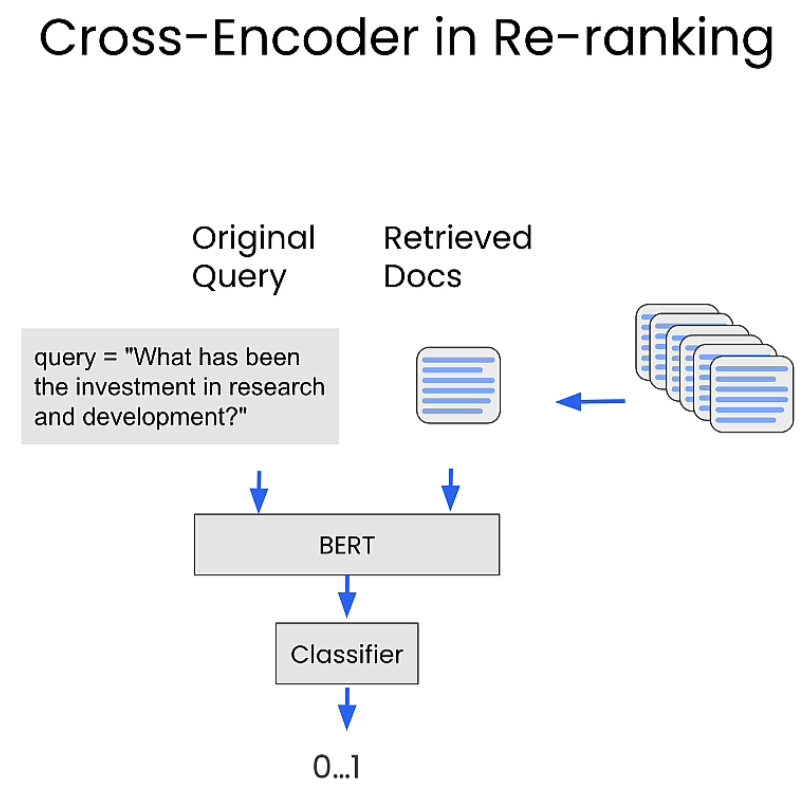 Cross-Encoder in Re-ranking
Original
Query
Retrieved
Docs
query = "What has been
the investment in research
and development?"
BERT
Classifier
0...1